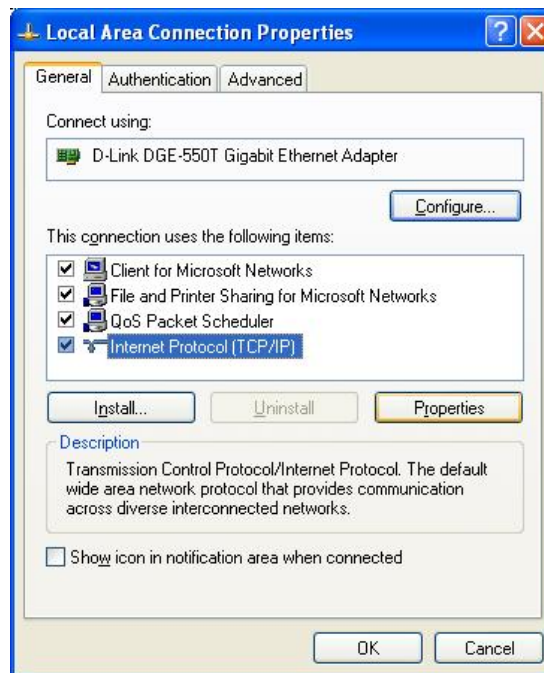 Local Area Connection Properties
General Authentication Advanced
Connect using:
D-Link DGE-550T Gigabit Ethernet Adapter
Configure...
This connection uses the following items:
Client for Microsoft Networks
File and Printer Sharing for Microsoft Networks
QoS Packet Scheduler
Internet Protocol (TCP/IP)
Install... Uninstall Properties
Description
Transmission Control Protocol/Internet Protocol. The default
wide area network protocol that provides communication
across diverse interconnected networks.
Show icon in notification area when connected
OK Cancel